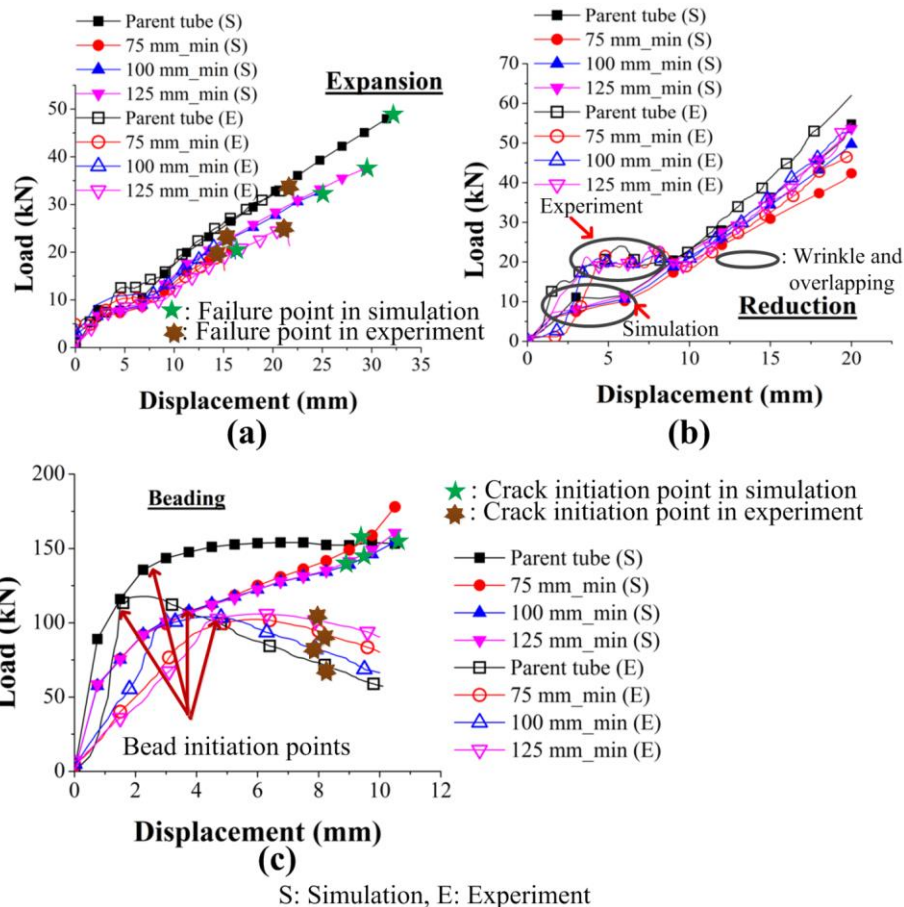 Parent tube (S)
75 mm_min (S)
100 mm_min (S)
125 mm_min (S)
Parent tube (E)
75 mm_min (E)
100 mm_min (E)
125 mm_min (E)
Expansion
50
40
30
20
10
0
Load (kN)
: Failure point in simulation
: Failure point in experiment
0 5 10 15 20 25 30 35
Displacement (mm)
(a)
Parent tube (S)
75 mm_min (S)
100 mm_min (S)
125 mm_min (S)
Parent tube (E)
75 mm_min (E)
100 mm_min (E)
125 mm_min (E)
70
60
50
40
30
20
10
0
Load (kN)
Experiment
Simulation
: Wrinkle and
overlapping
Reduction
0 5 10 15 20
Displacement (mm)
(b)
200
150
100
50
0
Load (kN)
Beading
Bead initiation points
0 2 4 6 8 10 12
Displacement (mm)
(c)
: Crack initiation point in simulation
: Crack initiation point in experiment
Parent tube (S)
75 mm_min (S)
100 mm_min (S)
125 mm_min (S)
Parent tube (E)
75 mm_min (E)
100 mm_min (E)
125 mm_min (E)
S: Simulation, E: Experiment